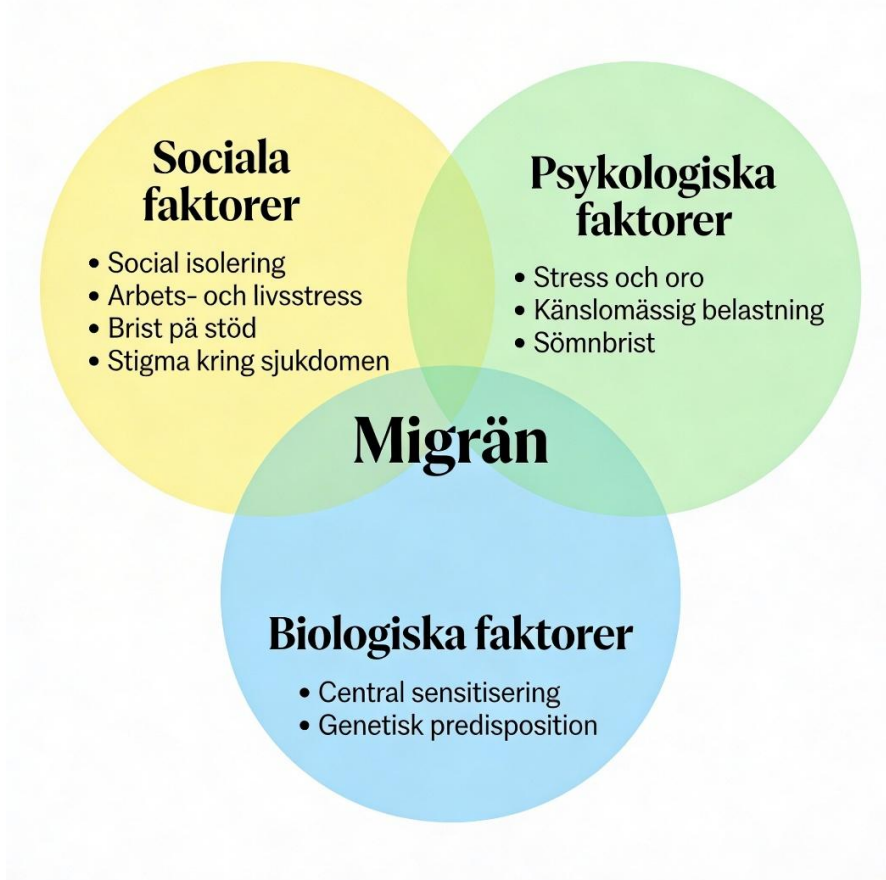 Sociala
faktorer
• Social isolering
• Arbets- och livsstress
• Brist på stöd
• Stigma kring sjukdomen
Psykologiska
faktorer
• Stress och oro
• Känslomässig belastning
• Sömnbrist
Migrän
Biologiska faktorer
• Central sensitisering
• Genetisk predisposition